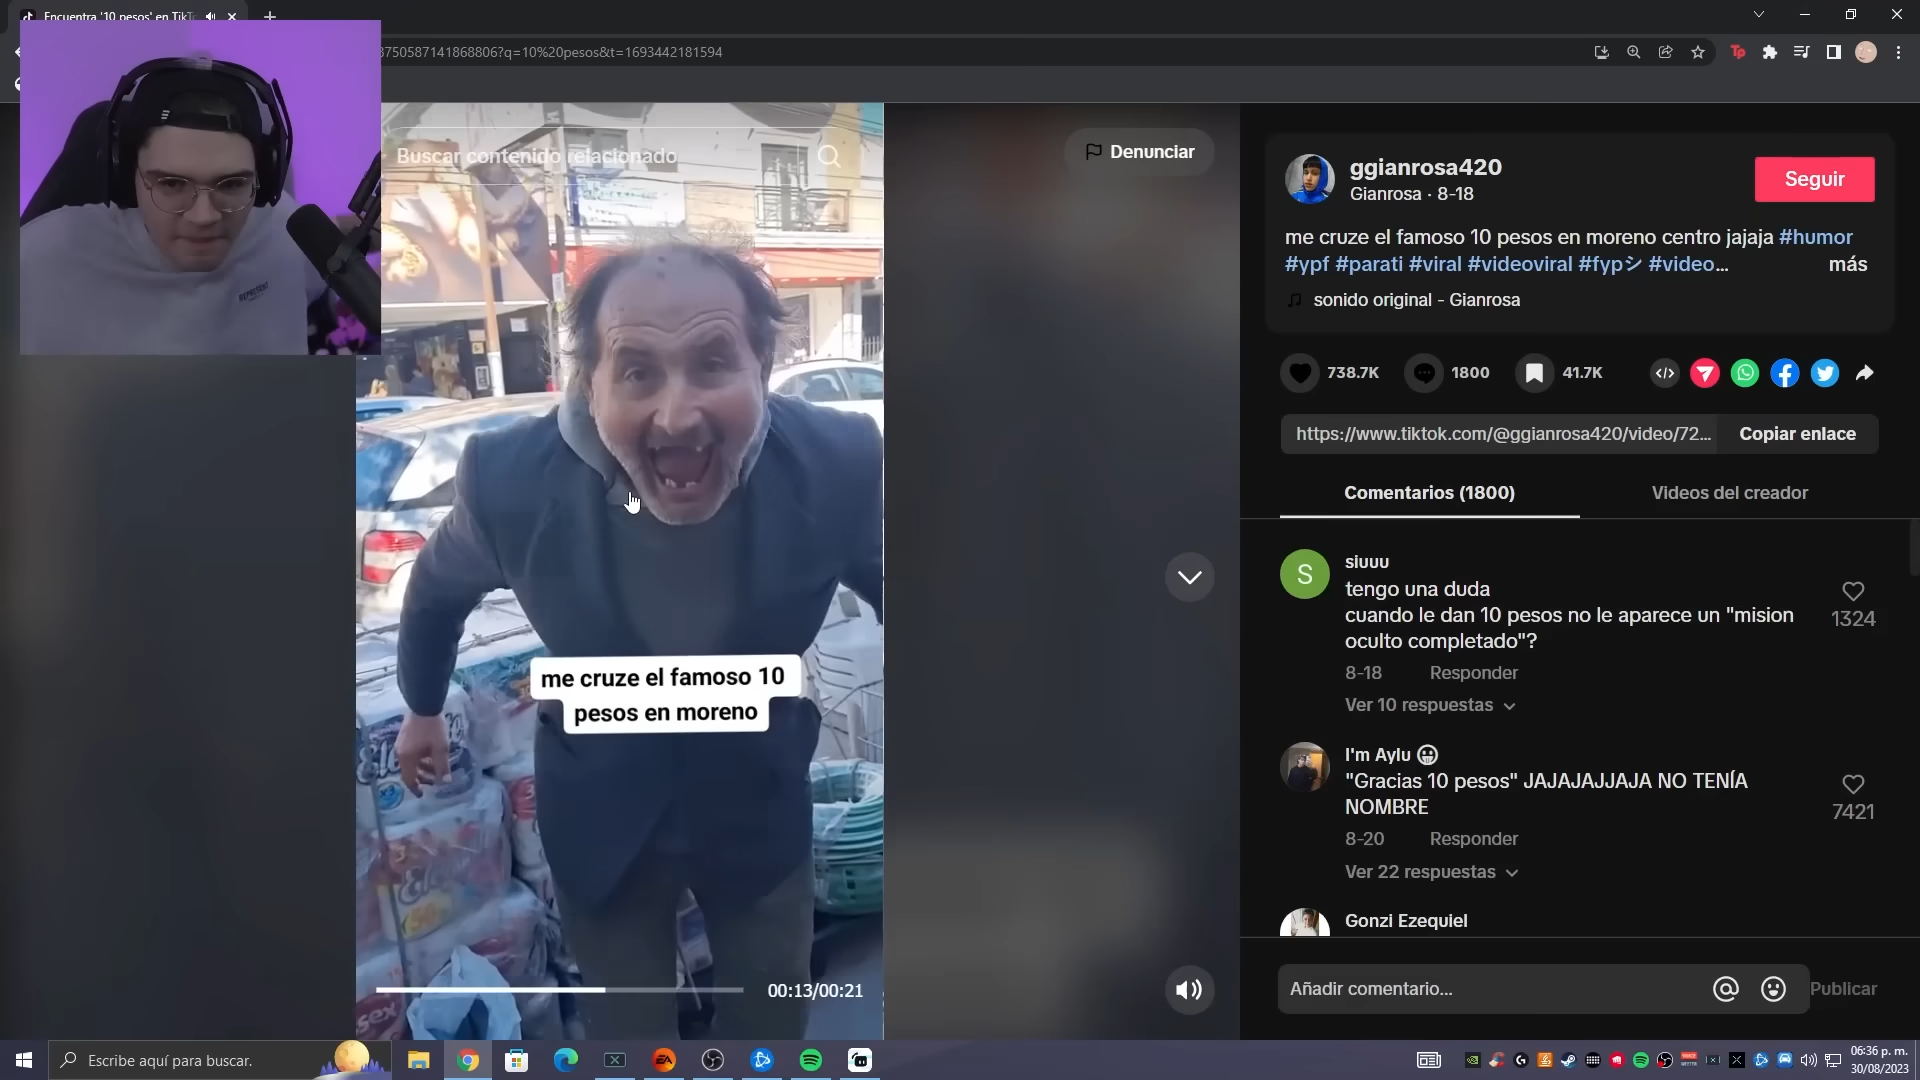 Encuentra '10 pesos' en TikTo
3750587141868806?q=10%20pesos&t=1693442181594
REPRESENT
Buscar contenido relacionado
Denunciar
me cruze el famoso 10
pesos en moreno
00:13/00:21
ggianrosa420
Gianrosa · 8-18
Seguir
me cruze el famoso 10 pesos en moreno centro jajaja #humor
#ypf #parati #viral #videoviral #fypシ #video... más
sonido original - Gianrosa
738.7K 1800 41.7K
https://www.tiktok.com/@ggianrosa420/video/72... Copiar enlace
Comentarios (1800) Videos del creador
S
siuuu
tengo una duda
cuando le dan 10 pesos no le aparece un "mision
oculto completado"?
1324
8-18 Responder
Ver 10 respuestas
I'm Aylu
"Gracias 10 pesos" JAJAJAJJAJA NO TENÍA
NOMBRE
7421
8-20 Responder
Ver 22 respuestas
Gonzi Ezequiel
Añadir comentario... Publicar
Escribe aquí para buscar.
06:36 p. m.
30/08/2023